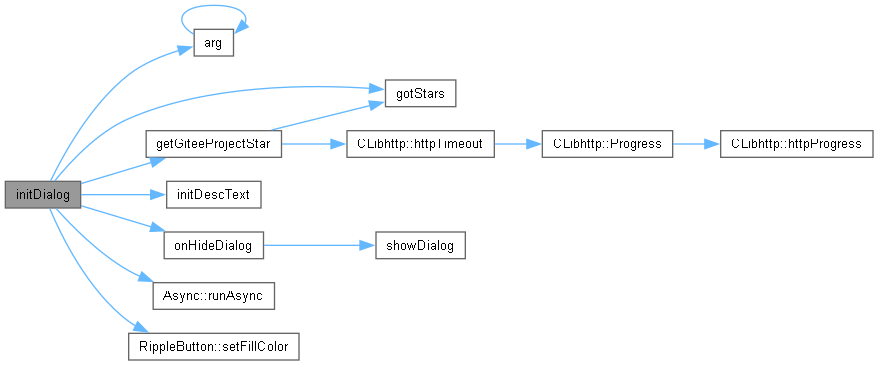 arg
gotStars
getGiteeProjectStar
CLibhttp::httpTimeout
CLibhttp::Progress
CLibhttp::httpProgress
initDialog
initDescText
onHideDialog
showDialog
Async::runAsync
RippleButton::setFillColor